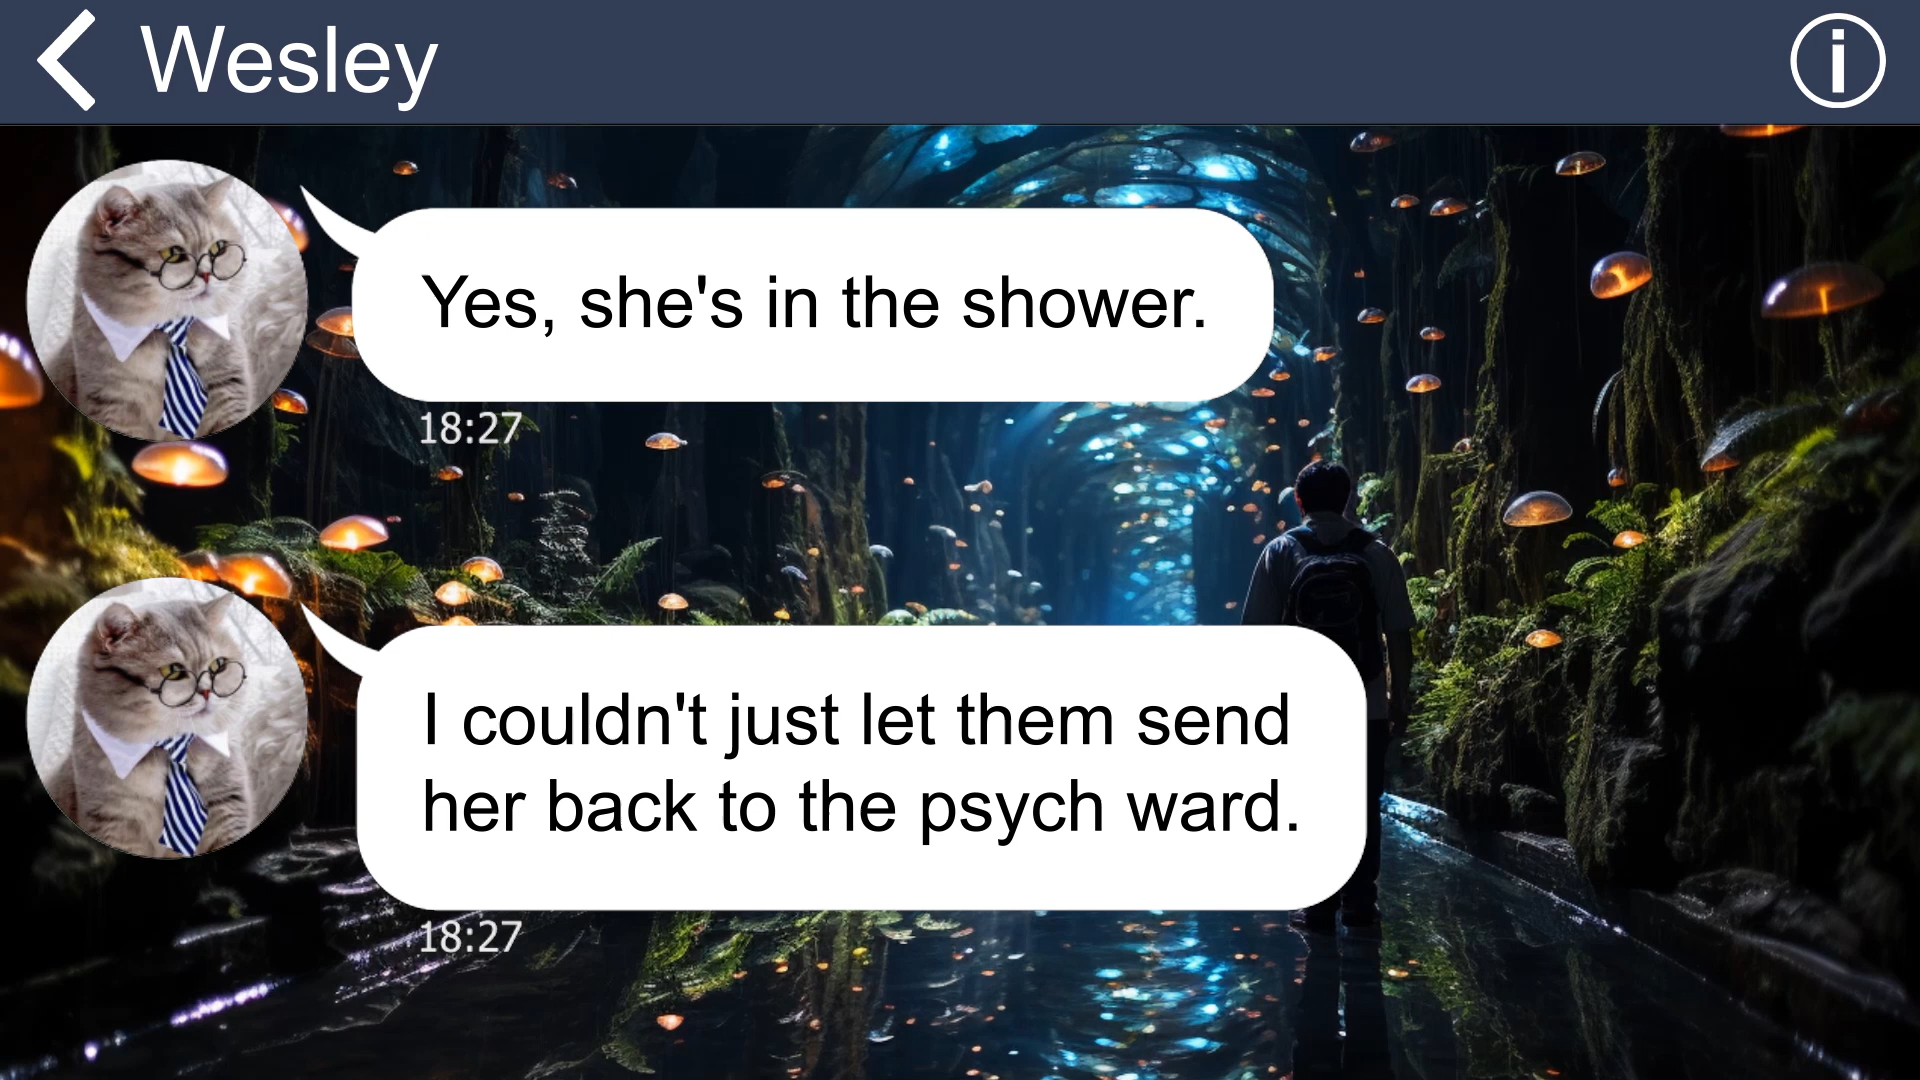 Wesley
Yes, she's in the shower.
18:27
I couldn't just let them send
her back to the psych ward.
18:27